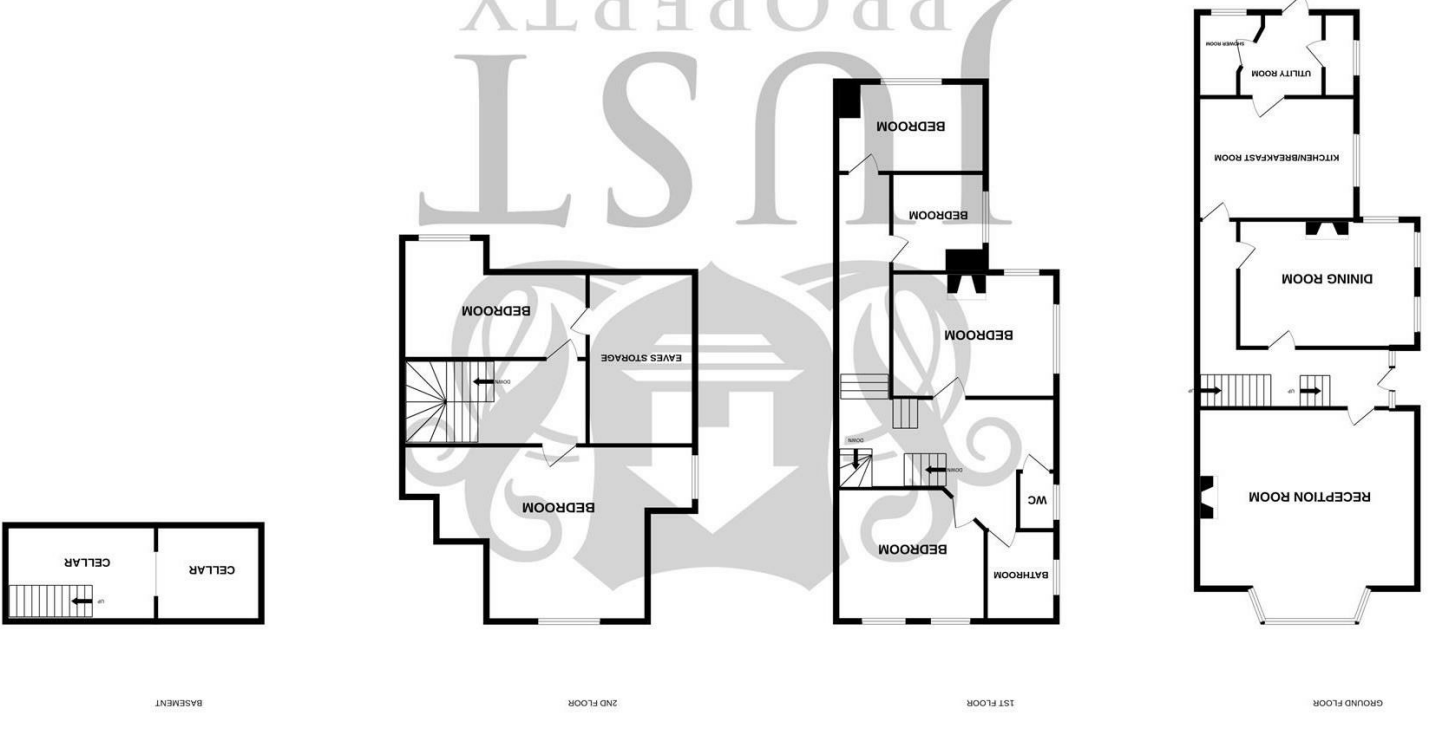 GROUND FLOOR
RECEPTION ROOM
UP
UP
DINING ROOM
KITCHEN/BREAKFAST ROOM
UTILITY ROOM
SHOWER ROOM
1ST FLOOR
BATHROOM
BEDROOM
WC
DOWN
DOWN
BEDROOM
BEDROOM
BEDROOM
2ND FLOOR
BEDROOM
DOWN
EAVES STORAGE
BEDROOM
BASEMENT
UP
CELLAR
CELLAR
JUST
PROPERTY